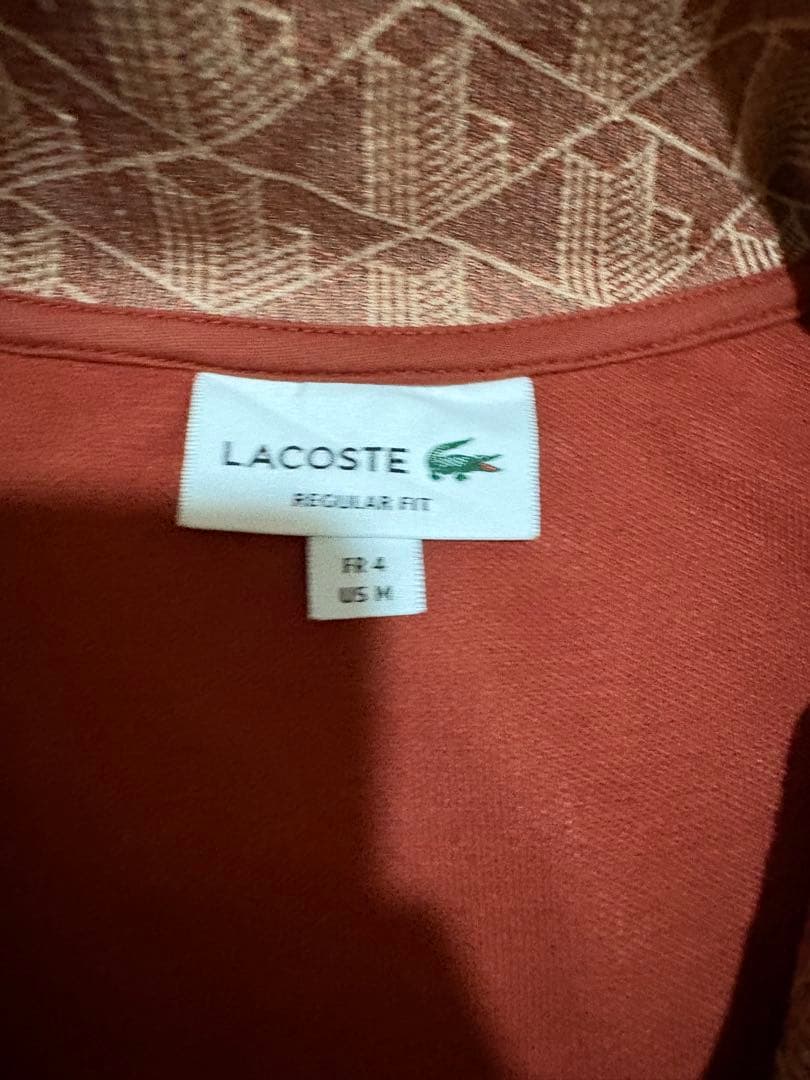 LACOSTE
REGULAR FIT
FR 4
US M